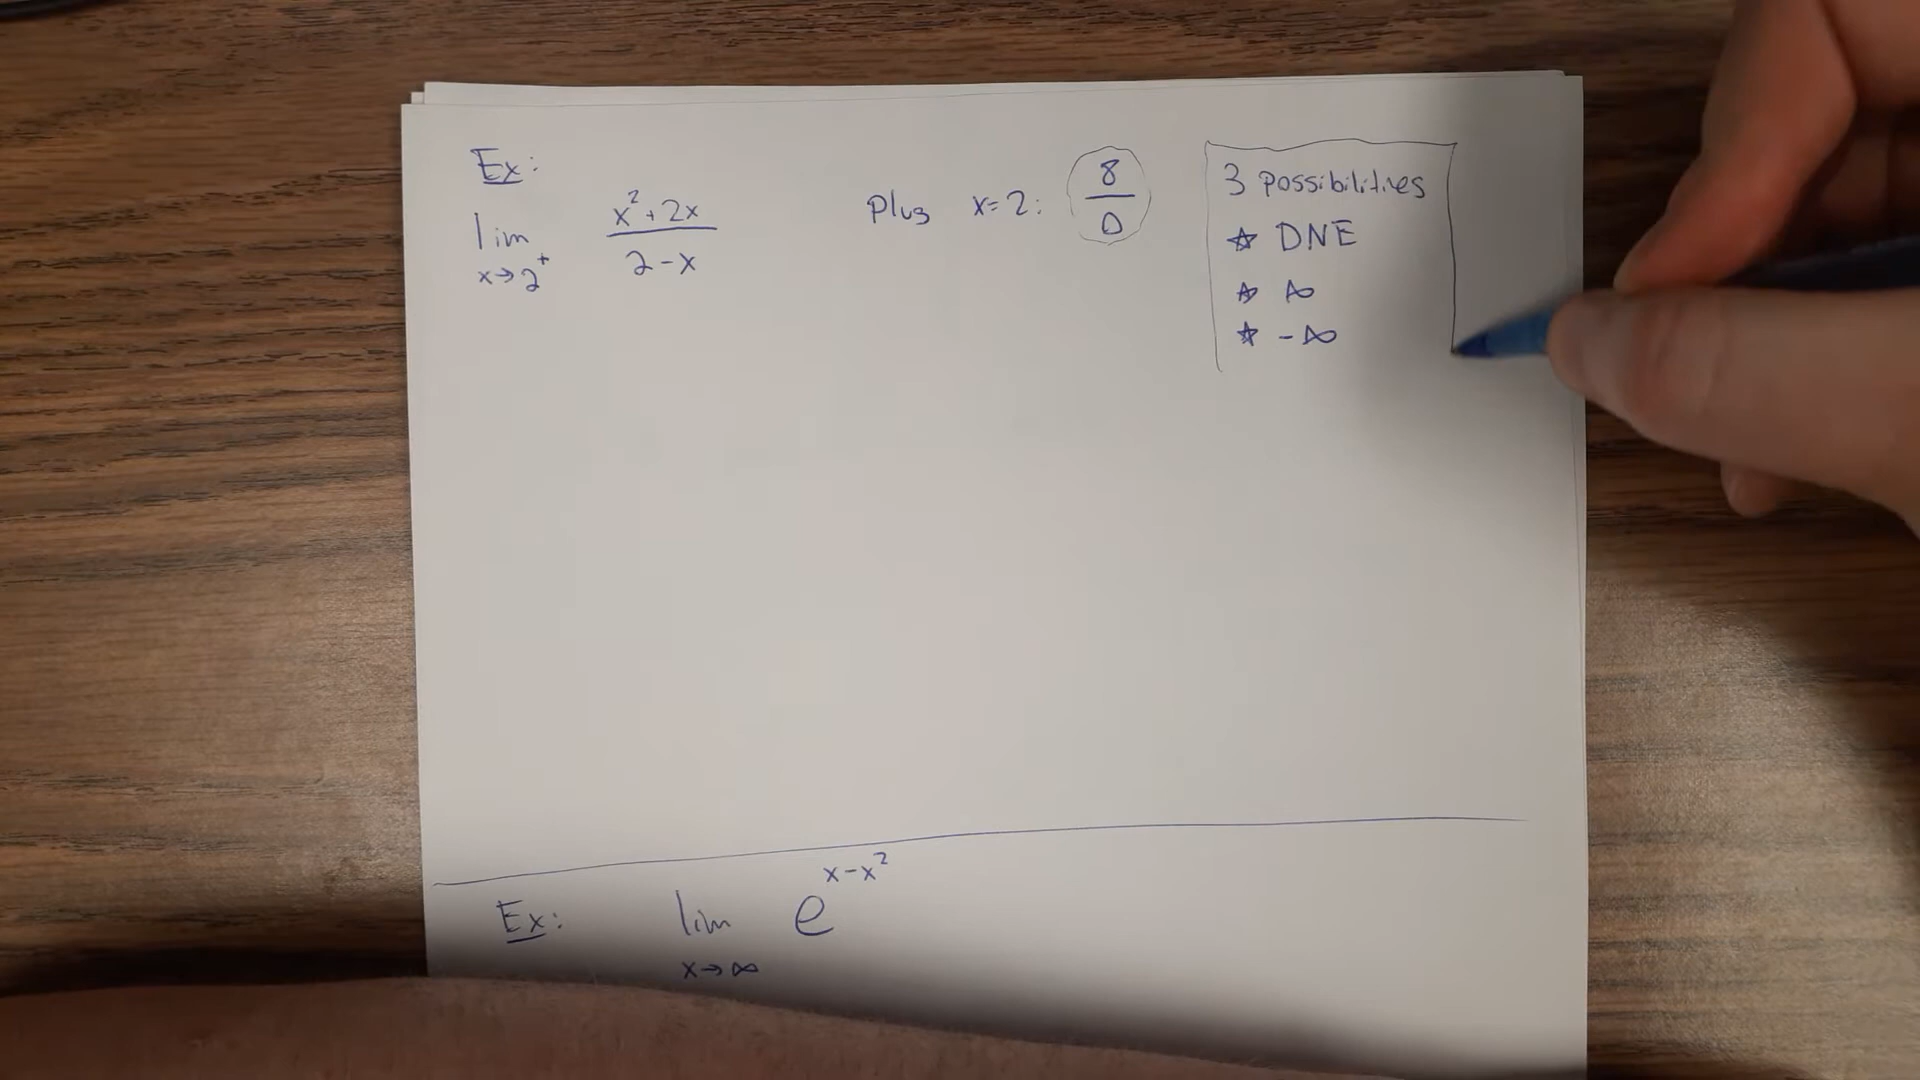 Ex:
lim x→2⁺ (x²+2x)/(2-x)
Plug x=2: 8/0
3 possibilities
☆ DNE
☆ ∞
☆ -∞
Ex: lim x→∞ e^(x-x²)